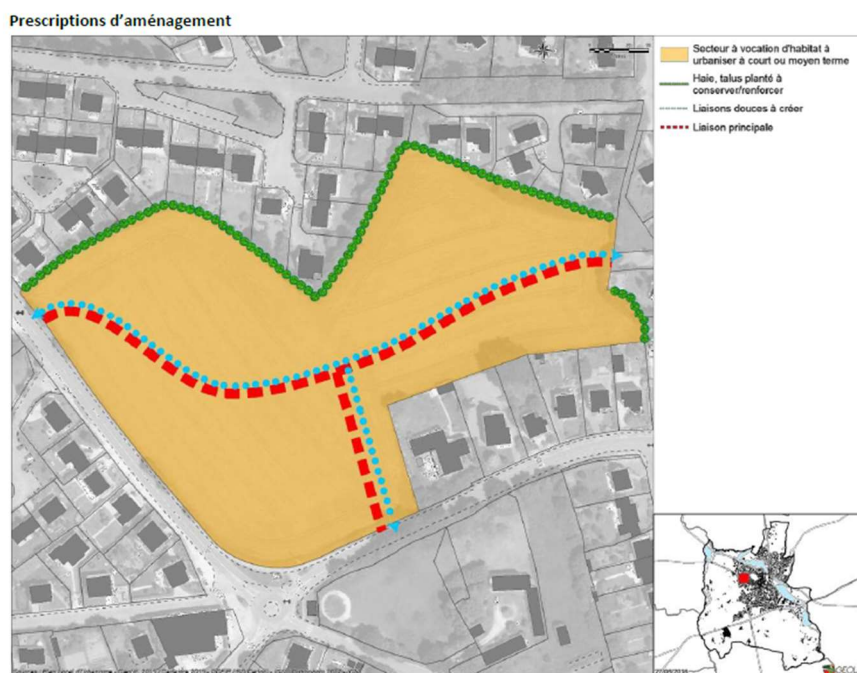 Prescriptions d'aménagement
Secteur à vocation d'habitat à
urbaniser à court ou moyen terme
Haie, talus planté à
conserver/renforcer
Liaisons douces à créer
Liaison principale